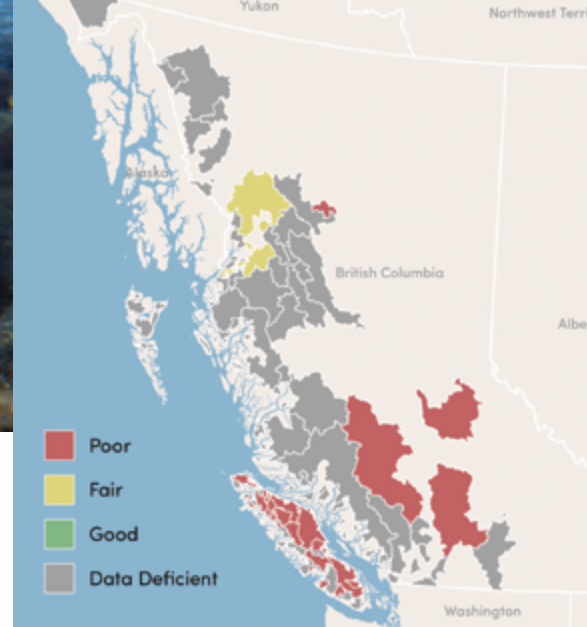 Yukon
Northwest Terri
Alaska
British Columbia
Albe
Poor
Fair
Good
Data Deficient
Washington